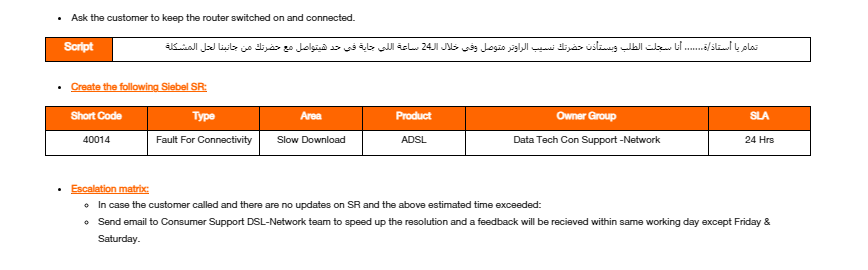 Ask the customer to keep the router switched on and connected.
Script
تمام يا أستاذ/ة....... أنا سجلت الطلب وبستأذن حضرتك نسيب الراوتر متوصل وفي خلال الـ24 ساعة اللي جاية في حد هيتواصل مع حضرتك من جانبنا لحل المشكلة
Create the following Siebel SR:
Short Code Type Area Product Owner Group SLA
40014 Fault For Connectivity Slow Download ADSL Data Tech Con Support -Network 24 Hrs
Escalation matrix:
In case the customer called and there are no updates on SR and the above estimated time exceeded:
Send email to Consumer Support DSL-Network team to speed up the resolution and a feedback will be recieved within same working day except Friday &
Saturday.